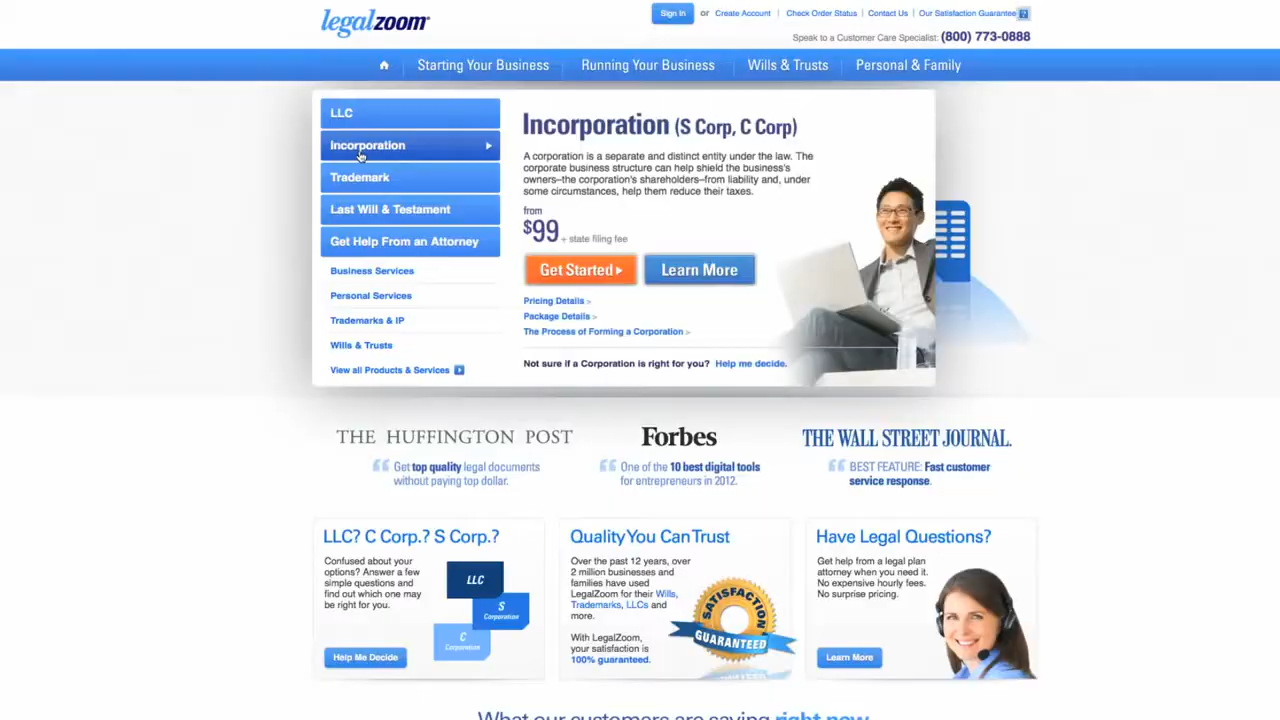 legalzoom
Sign In or Create Account | Check Order Status | Contact Us | Our Satisfaction Guarantee ?
Speak to a Customer Care Specialist: (800) 773-0888
Starting Your Business Running Your Business Wills & Trusts Personal & Family
LLC
Incorporation
Trademark
Last Will & Testament
Get Help From an Attorney
Business Services
Personal Services
Trademarks & IP
Wills & Trusts
View all Products & Services
Incorporation (S Corp, C Corp)
A corporation is a separate and distinct entity under the law. The
corporate business structure can help shield the business's
owners–the corporation's shareholders–from liability and, under
some circumstances, help them reduce their taxes.
from
$99 + state filing fee
Get Started
Learn More
Pricing Details >
Package Details >
The Process of Forming a Corporation >
Not sure if a Corporation is right for you? Help me decide.
THE HUFFINGTON POST
Get top quality legal documents
without paying top dollar.
Forbes
One of the 10 best digital tools
for entrepreneurs in 2012.
THE WALL STREET JOURNAL.
BEST FEATURE: Fast customer
service response.
LLC? C Corp.? S Corp.?
Confused about your
options? Answer a few
simple questions and
find out which one may
be right for you.
LLC
S
Corporation
C
Corporation
Help Me Decide
Quality You Can Trust
Over the past 12 years, over
2 million businesses and
families have used
LegalZoom for their Wills,
Trademarks, LLCs and
more.
With LegalZoom,
your satisfaction is
100% guaranteed.
SATISFACTION
GUARANTEED
Have Legal Questions?
Get help from a legal plan
attorney when you need it.
No expensive hourly fees.
No surprise pricing.
Learn More
What our customers are saying right now